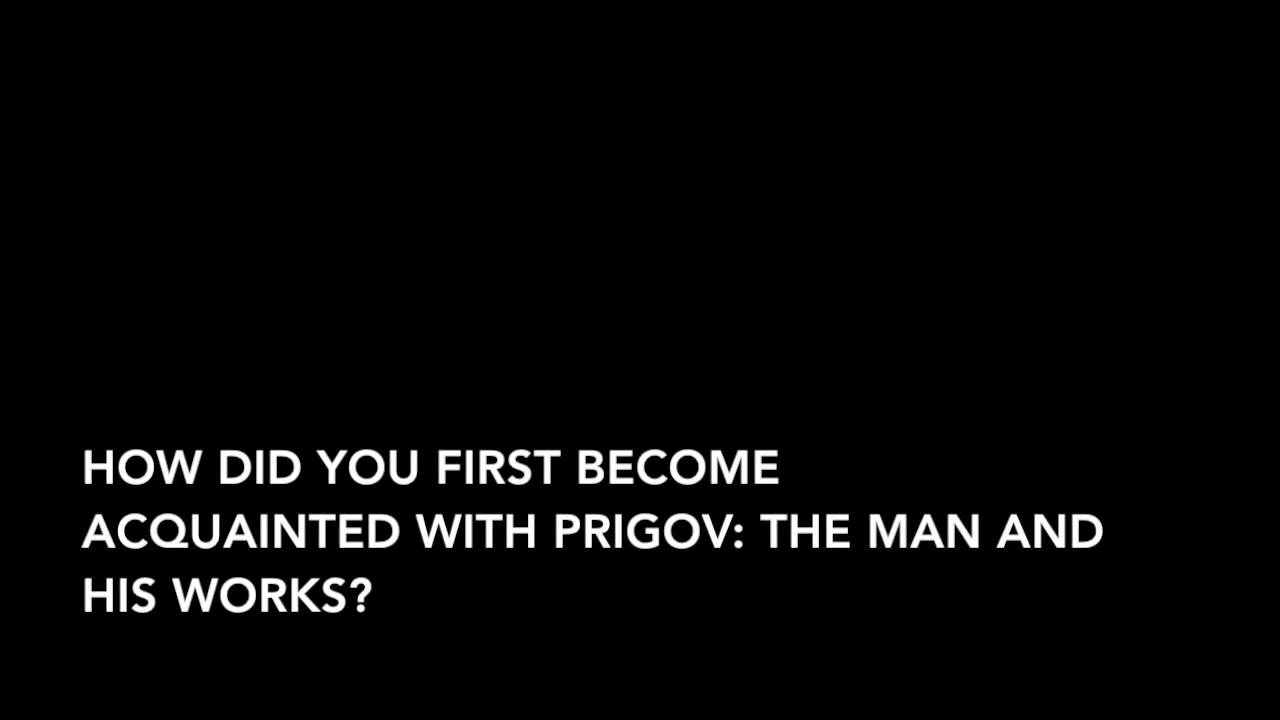 HOW DID YOU FIRST BECOME
ACQUAINTED WITH PRIGOV: THE MAN AND
HIS WORKS?